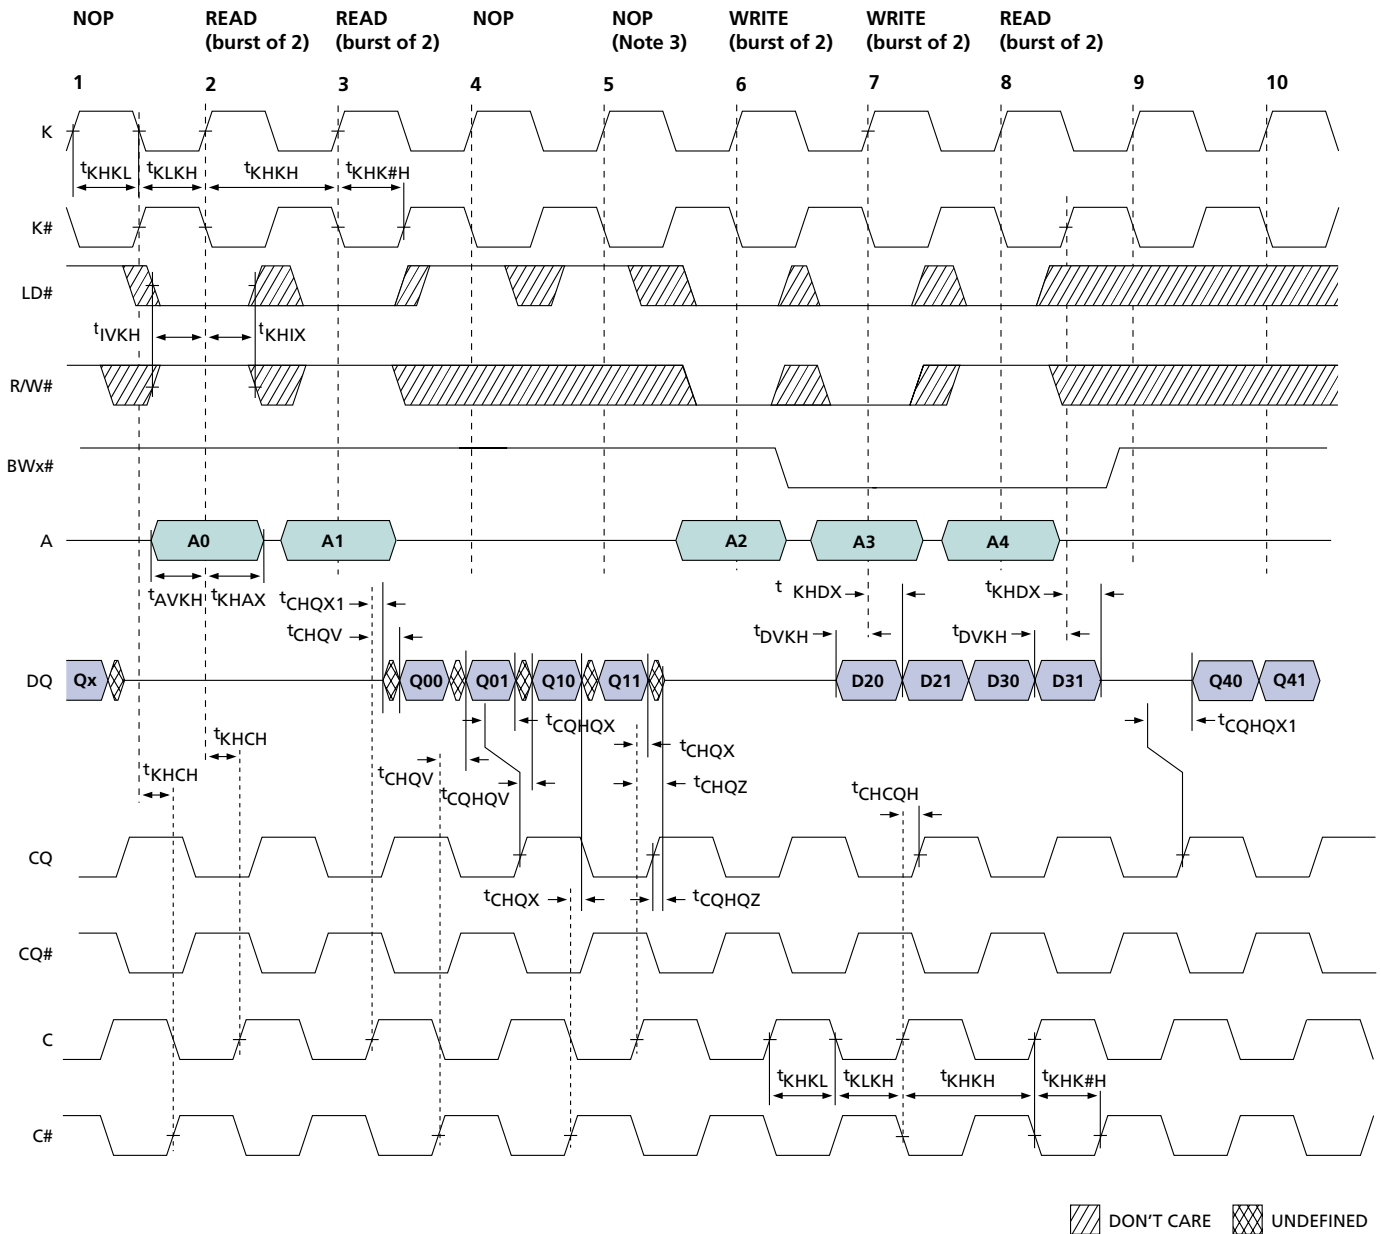 NOP READ READ NOP NOP WRITE WRITE READ
(burst of 2) (burst of 2) (Note 3) (burst of 2) (burst of 2) (burst of 2)
1 2 3 4 5 6 7 8 9 10
K
tKHKL tKLKH tKHKH tKHK#H
K#
LD#
tIVKH tKHIX
R/W#
BWx#
A A0 A1 A2 A3 A4
tAVKH tKHAX tCHQX1 t KHDX tKHDX
tCHQV tDVKH tDVKH
DQ Qx Q00 Q01 Q10 Q11 D20 D21 D30 D31 Q40 Q41
tCQHQX tCQHQX1
tKHCH tCHQX
tKHCH tCHQV tCHQZ
tCQHQV tCHCQH
CQ
tCHQX tCQHQZ
CQ#
C
tKHKL tKLKH tKHKH tKHK#H
C#
DON'T CARE UNDEFINED